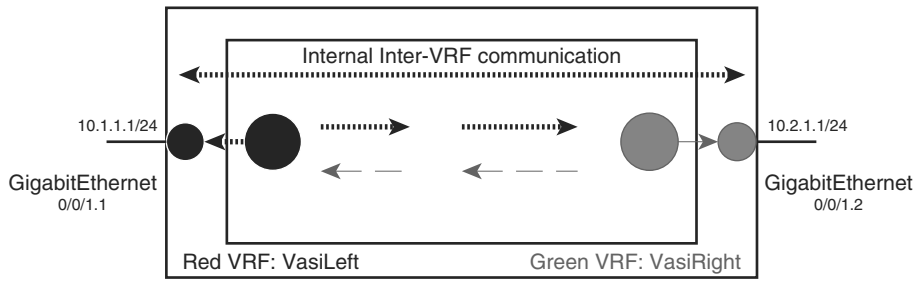 Internal Inter-VRF communication
10.1.1.1/24
10.2.1.1/24
GigabitEthernet
0/0/1.1
GigabitEthernet
0/0/1.2
Red VRF: VasiLeft
Green VRF: VasiRight